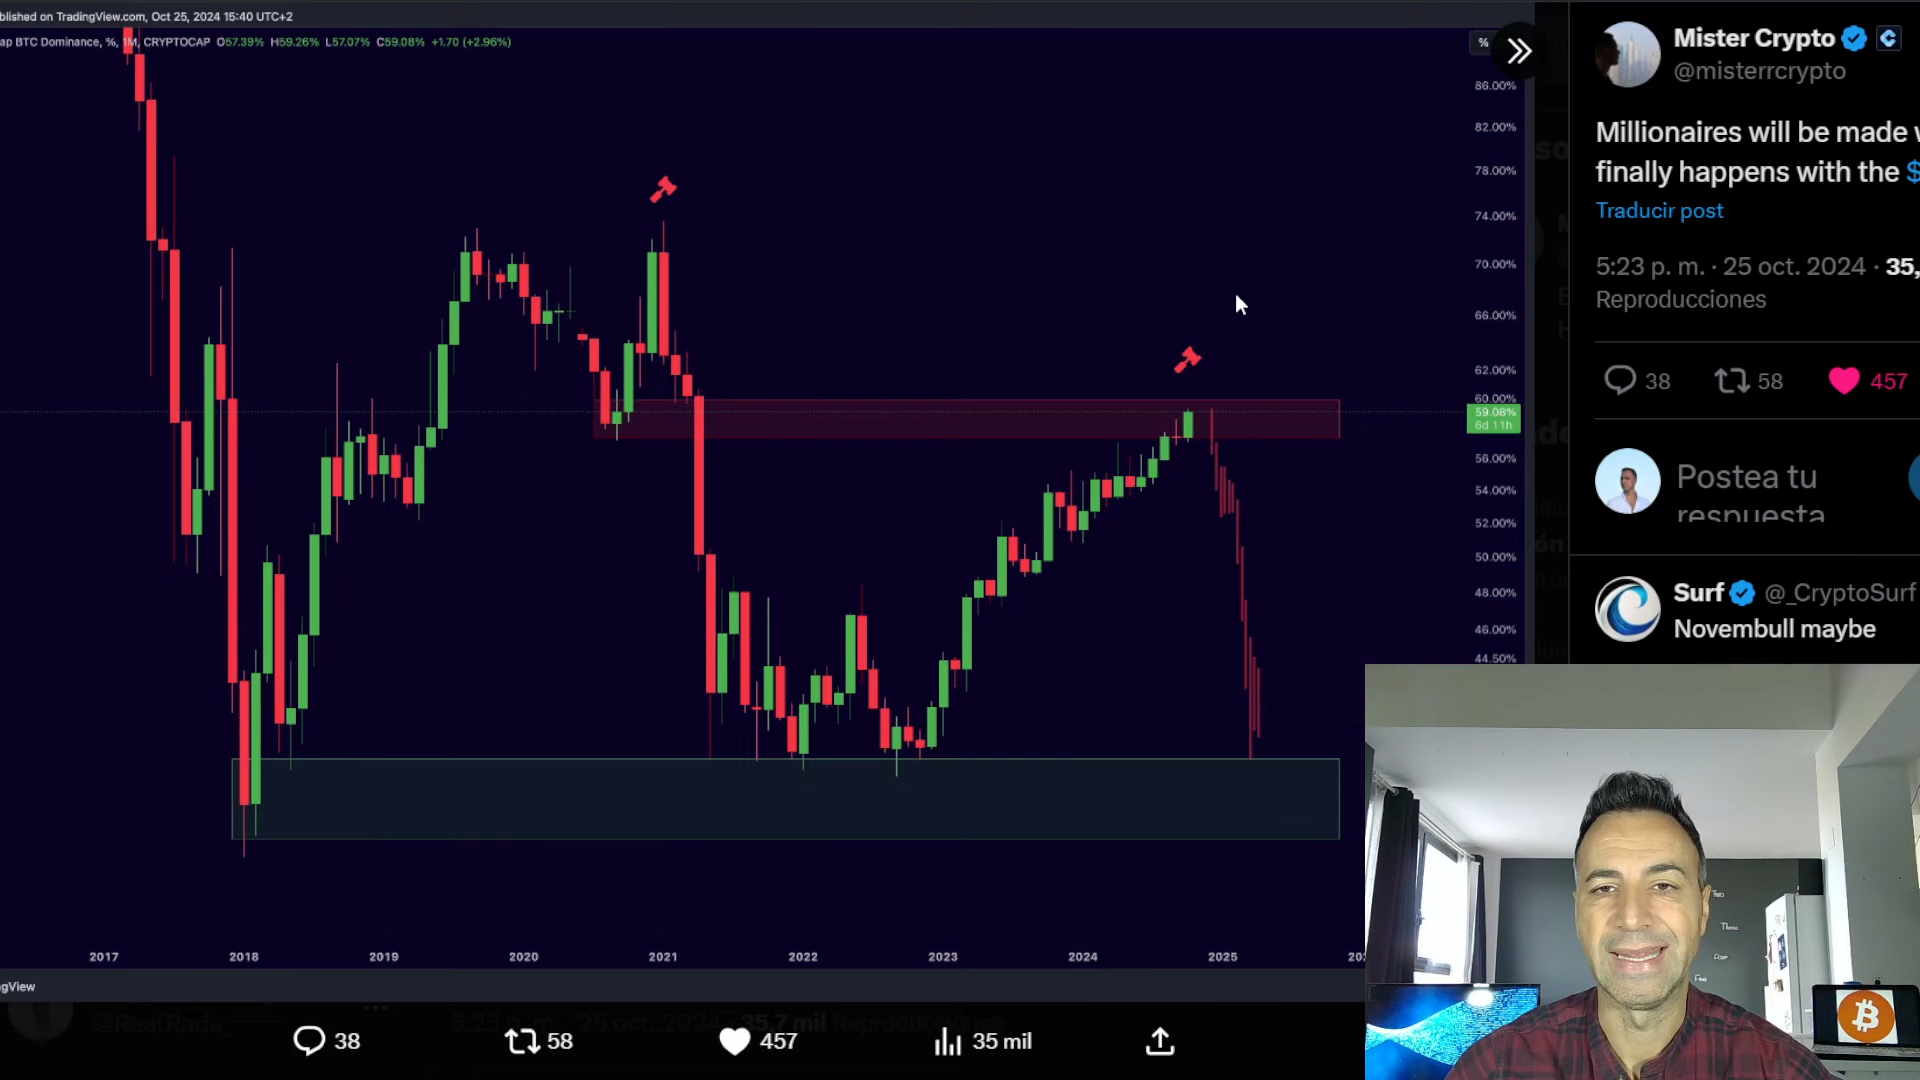 blished on TradingView.com, Oct 25, 2024 15:40 UTC+2
ap BTC Dominance, %, 1M, CRYPTOCAP O57.39% H59.26% L57.07% C59.08% +1.70 (+2.96%)
%
86.00%
82.00%
78.00%
74.00%
70.00%
66.00%
62.00%
60.00%
59.08%
6d 11h
56.00%
54.00%
52.00%
50.00%
48.00%
46.00%
44.50%
2017 2018 2019 2020 2021 2022 2023 2024 2025 202
ngView
38 58 457 35 mil
Mister Crypto
@misterrcrypto
Millionaires will be made w
finally happens with the $
Traducir post
5:23 p. m. · 25 oct. 2024 · 35,
Reproducciones
38 58 457
Postea tu
respuesta
Surf @_CryptoSurf
Novembull maybe